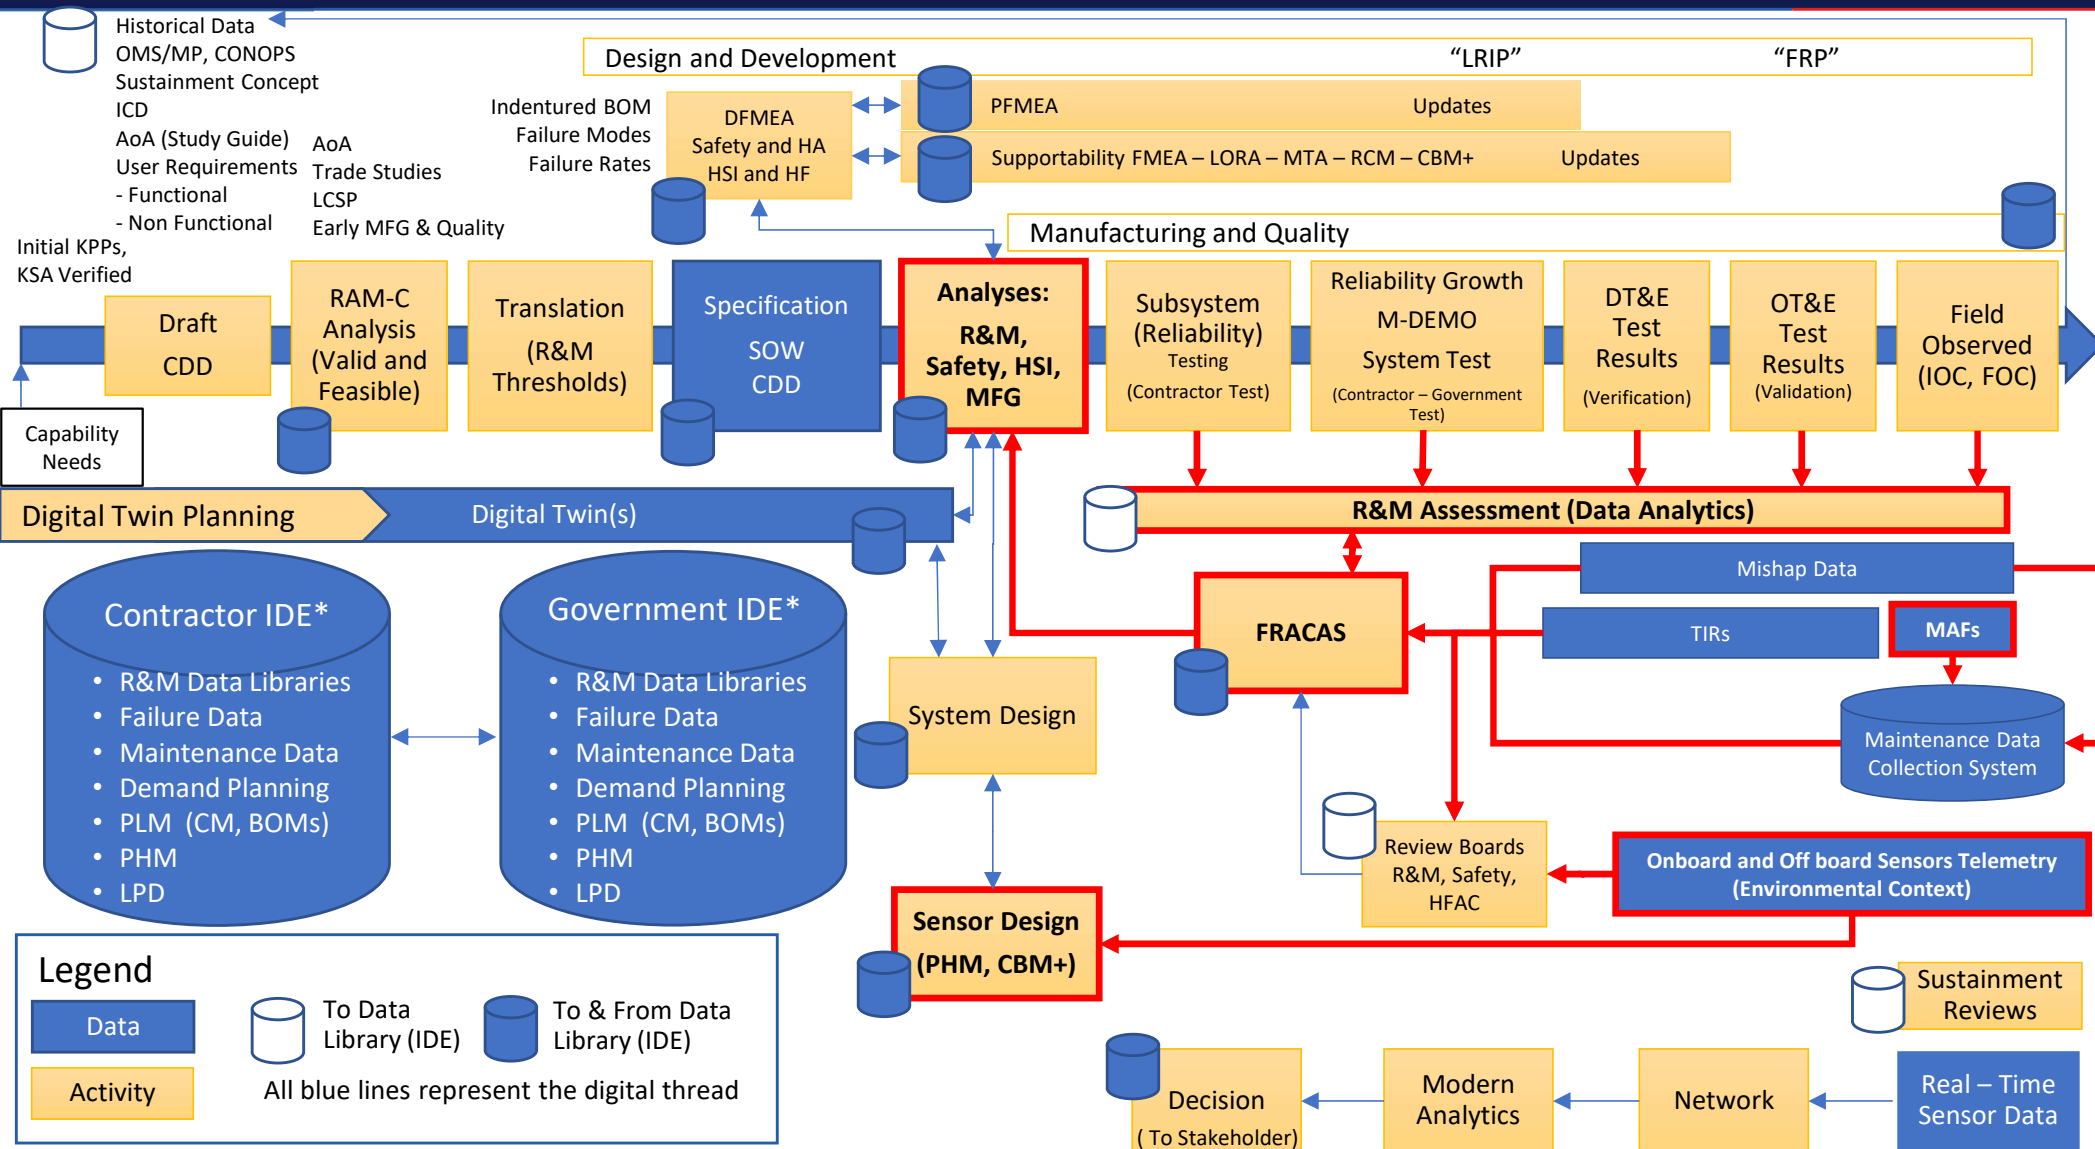 Historical Data
OMS/MP, CONOPS
Sustainment Concept
ICD
AoA (Study Guide)
User Requirements
- Functional
- Non Functional
AoA
Trade Studies
LCSP
Early MFG & Quality
Initial KPPs,
KSA Verified
Design and Development
“LRIP”
“FRP”
Indentured BOM
Failure Modes
Failure Rates
DFMEA
Safety and HA
HSI and HF
PFMEA
Updates
Supportability FMEA – LORA – MTA – RCM – CBM+
Updates
Manufacturing and Quality
Draft
CDD
RAM-C
Analysis
(Valid and
Feasible)
Translation
(R&M
Thresholds)
Specification
SOW
CDD
Analyses:
R&M,
Safety, HSI,
MFG
Subsystem
(Reliability)
Testing
(Contractor Test)
Reliability Growth
M-DEMO
System Test
(Contractor – Government
Test)
DT&E
Test
Results
(Verification)
OT&E
Test
Results
(Validation)
Field
Observed
(IOC, FOC)
Capability
Needs
Digital Twin Planning
Digital Twin(s)
R&M Assessment (Data Analytics)
Contractor IDE*
• R&M Data Libraries
• Failure Data
• Maintenance Data
• Demand Planning
• PLM (CM, BOMs)
• PHM
• LPD
Government IDE*
• R&M Data Libraries
• Failure Data
• Maintenance Data
• Demand Planning
• PLM (CM, BOMs)
• PHM
• LPD
Mishap Data
FRACAS
TIRs
MAFs
System Design
Maintenance Data
Collection System
Review Boards
R&M, Safety,
HFAC
Onboard and Off board Sensors Telemetry
(Environmental Context)
Sensor Design
(PHM, CBM+)
Legend
Data
Activity
To Data
Library (IDE)
To & From Data
Library (IDE)
All blue lines represent the digital thread
Sustainment
Reviews
Decision
( To Stakeholder)
Modern
Analytics
Network
Real – Time
Sensor Data